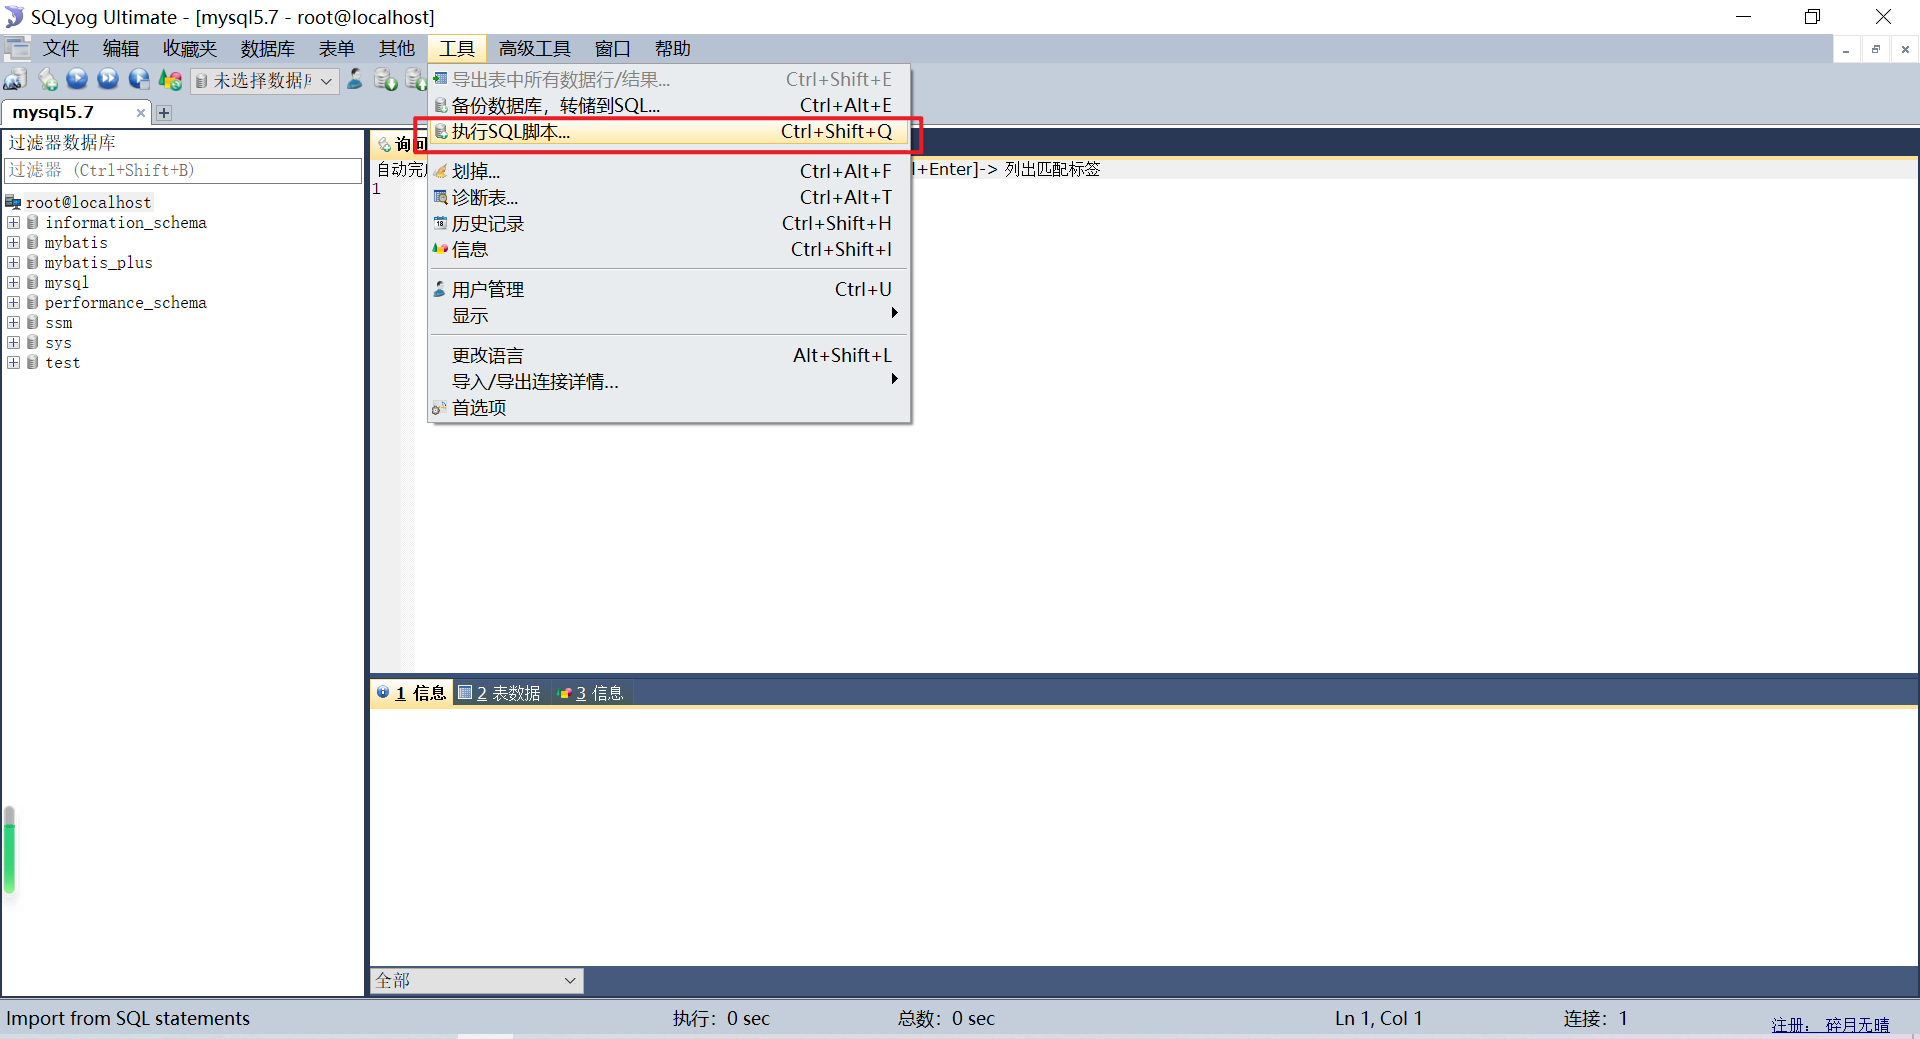 SQLyog Ultimate - [mysql5.7 - root@localhost]
文件 编辑 收藏夹 数据库 表单 其他 工具 高级工具 窗口 帮助
未选择数据库
mysql5.7
过滤器数据库
过滤器 (Ctrl+Shift+B)
root@localhost
information_schema
mybatis
mybatis_plus
mysql
performance_schema
ssm
sys
test
导出表中所有数据行/结果... Ctrl+Shift+E
备份数据库，转储到SQL... Ctrl+Alt+E
执行SQL脚本... Ctrl+Shift+Q
划掉... Ctrl+Alt+F
诊断表... Ctrl+Alt+T
历史记录 Ctrl+Shift+H
信息 Ctrl+Shift+I
用户管理 Ctrl+U
显示
更改语言 Alt+Shift+L
导入/导出连接详情...
首选项
询问
自动完 l+Enter]-> 列出匹配标签
1
1 信息 2 表数据 3 信息
全部
Import from SQL statements 执行：0 sec 总数：0 sec Ln 1, Col 1 连接：1 注册：碎月无晴